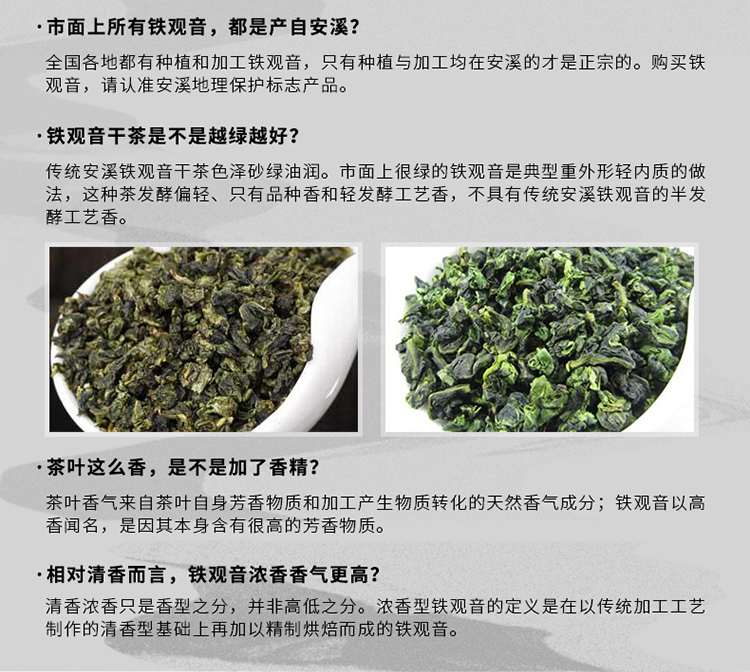 ·市面上所有铁观音，都是产自安溪？
全国各地都有种植和加工铁观音，只有种植与加工均在安溪的才是正宗的。购买铁
观音，请认准安溪地理保护标志产品。
·铁观音干茶是不是越绿越好？
传统安溪铁观音干茶色泽砂绿油润。市面上很绿的铁观音是典型重外形轻内质的做
法，这种茶发酵偏轻、只有品种香和轻发酵工艺香，不具有传统安溪铁观音的半发
酵工艺香。
·茶叶这么香，是不是加了香精？
茶叶香气来自茶叶自身芳香物质和加工产生物质转化的天然香气成分；铁观音以高
香闻名，是因其本身含有很高的芳香物质。
·相对清香而言，铁观音浓香香气更高？
清香浓香只是香型之分，并非高低之分。浓香型铁观音的定义是在以传统加工工艺
制作的清香型基础上再加以精制烘焙而成的铁观音。